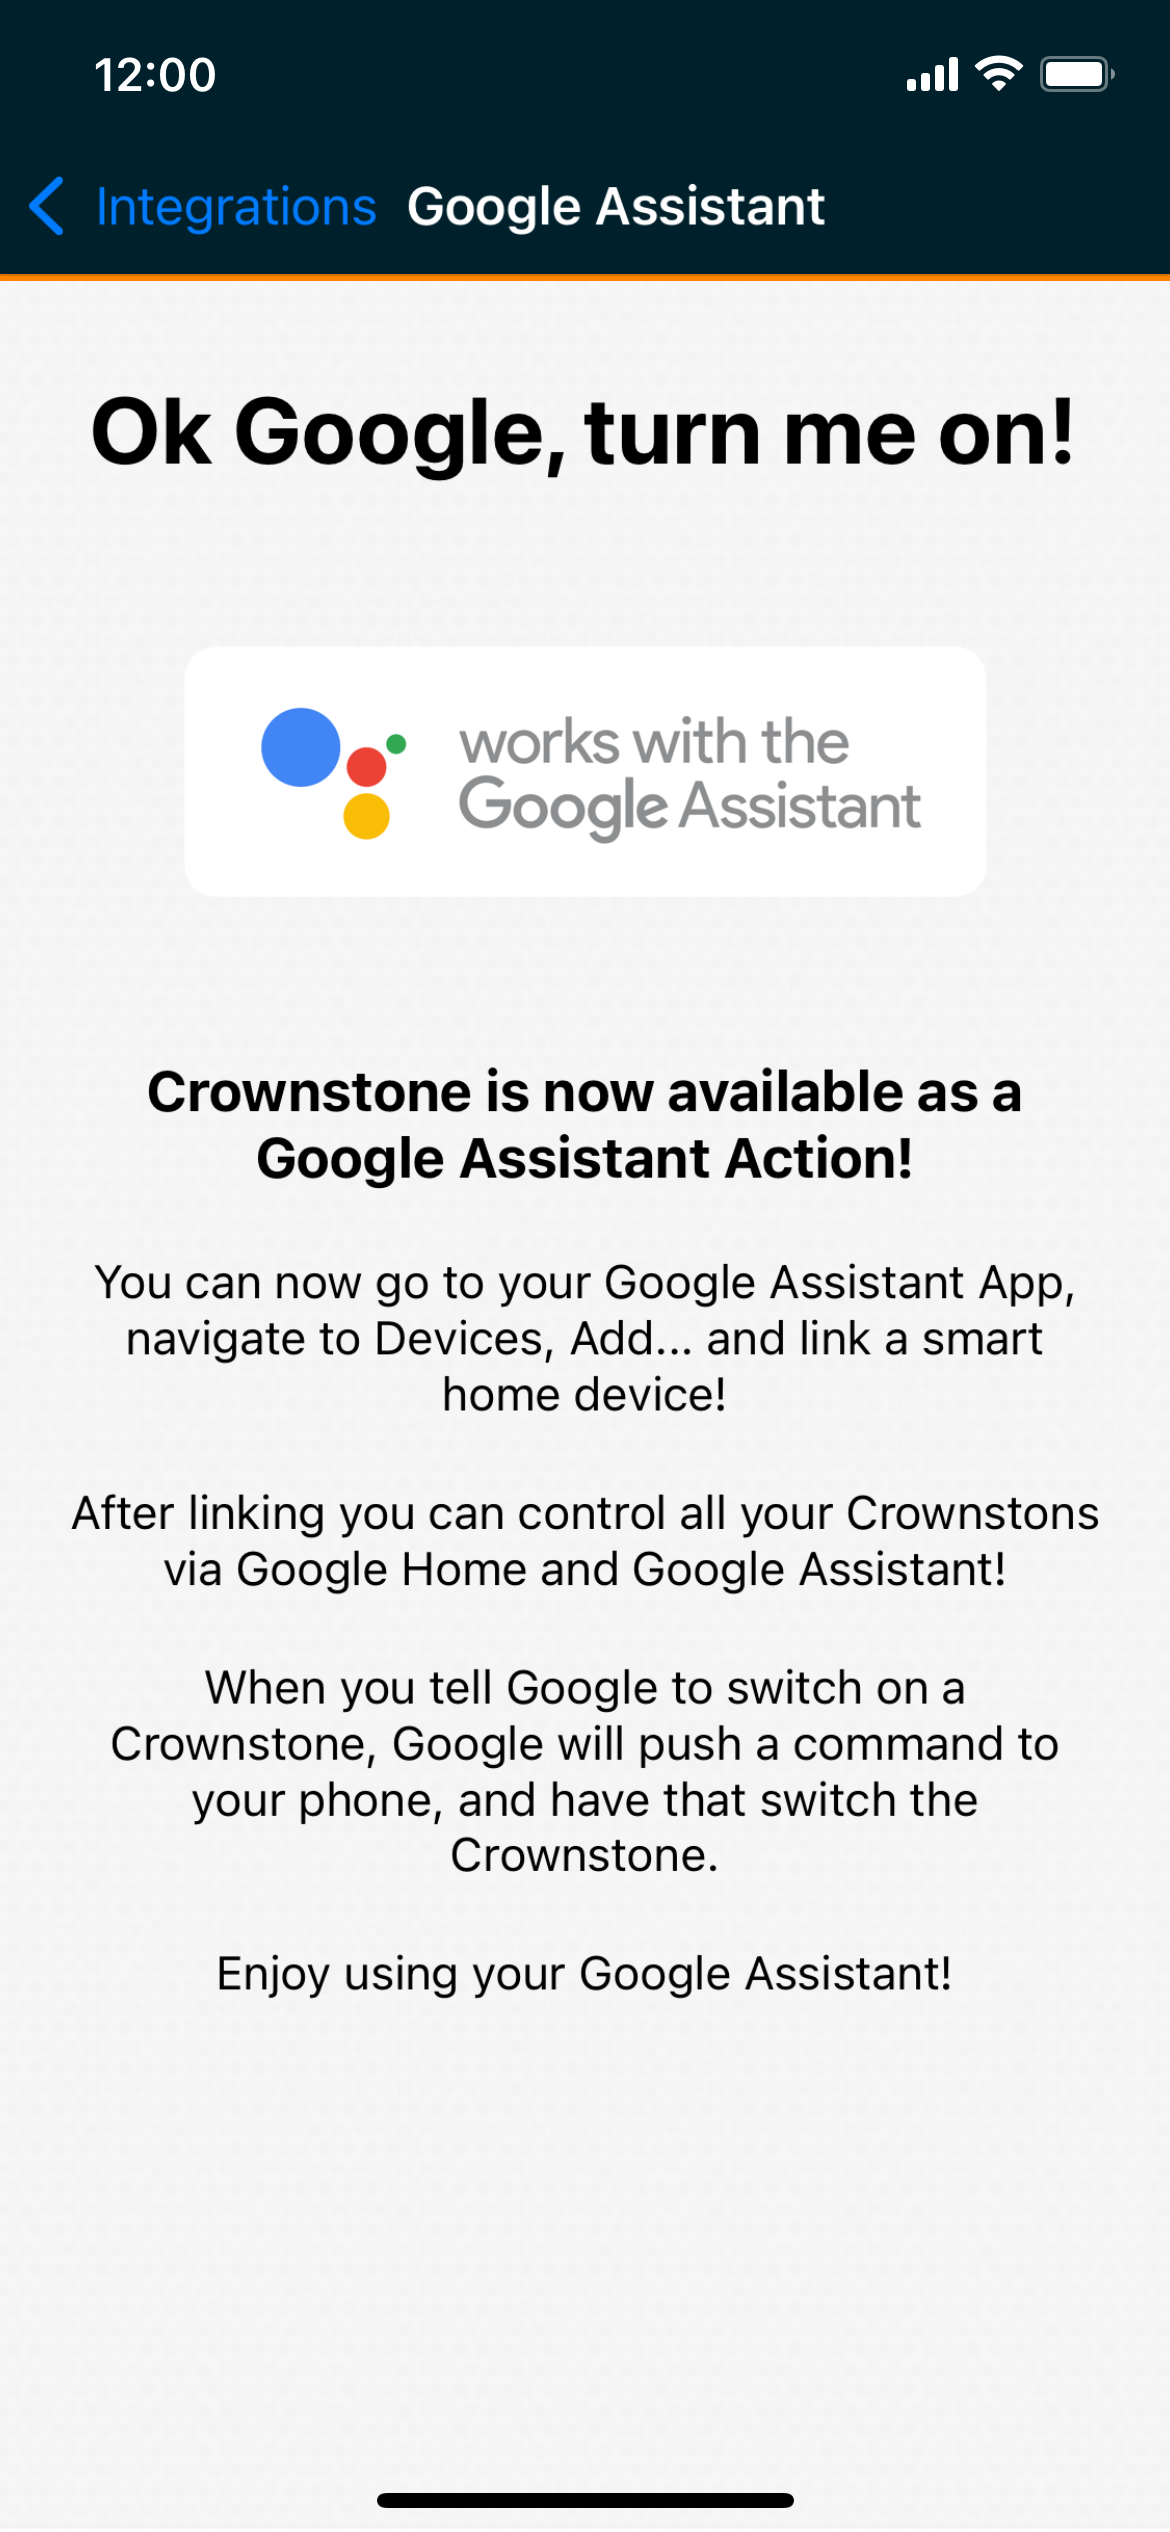 12:00
Integrations Google Assistant
Ok Google, turn me on!
works with the
Google Assistant
Crownstone is now available as a
Google Assistant Action!
You can now go to your Google Assistant App,
navigate to Devices, Add... and link a smart
home device!
After linking you can control all your Crownstons
via Google Home and Google Assistant!
When you tell Google to switch on a
Crownstone, Google will push a command to
your phone, and have that switch the
Crownstone.
Enjoy using your Google Assistant!